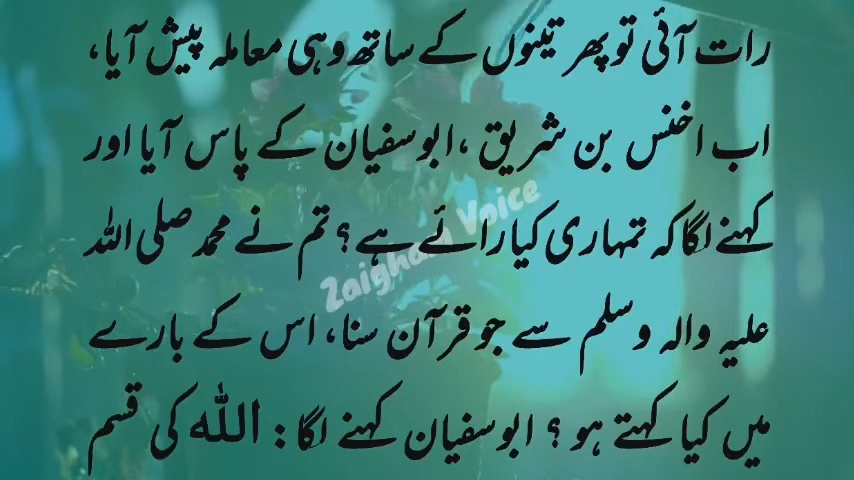 رات آئی تو پھر تینوں کے ساتھ وہی معاملہ پیش آیا،
اب اخنس بن شریق ،ابوسفیان کے پاس آیا اور
کہنے لگا کہ تمہاری کیا رائے ہے؟ تم نے محمد صلی اللہ
Zaigham Voice
علیہ والہ وسلم سے جو قرآن سنا، اس کے بارے
میں کیا کہتے ہو ؟ ابوسفیان کہنے لگا : اللہ کی قسم